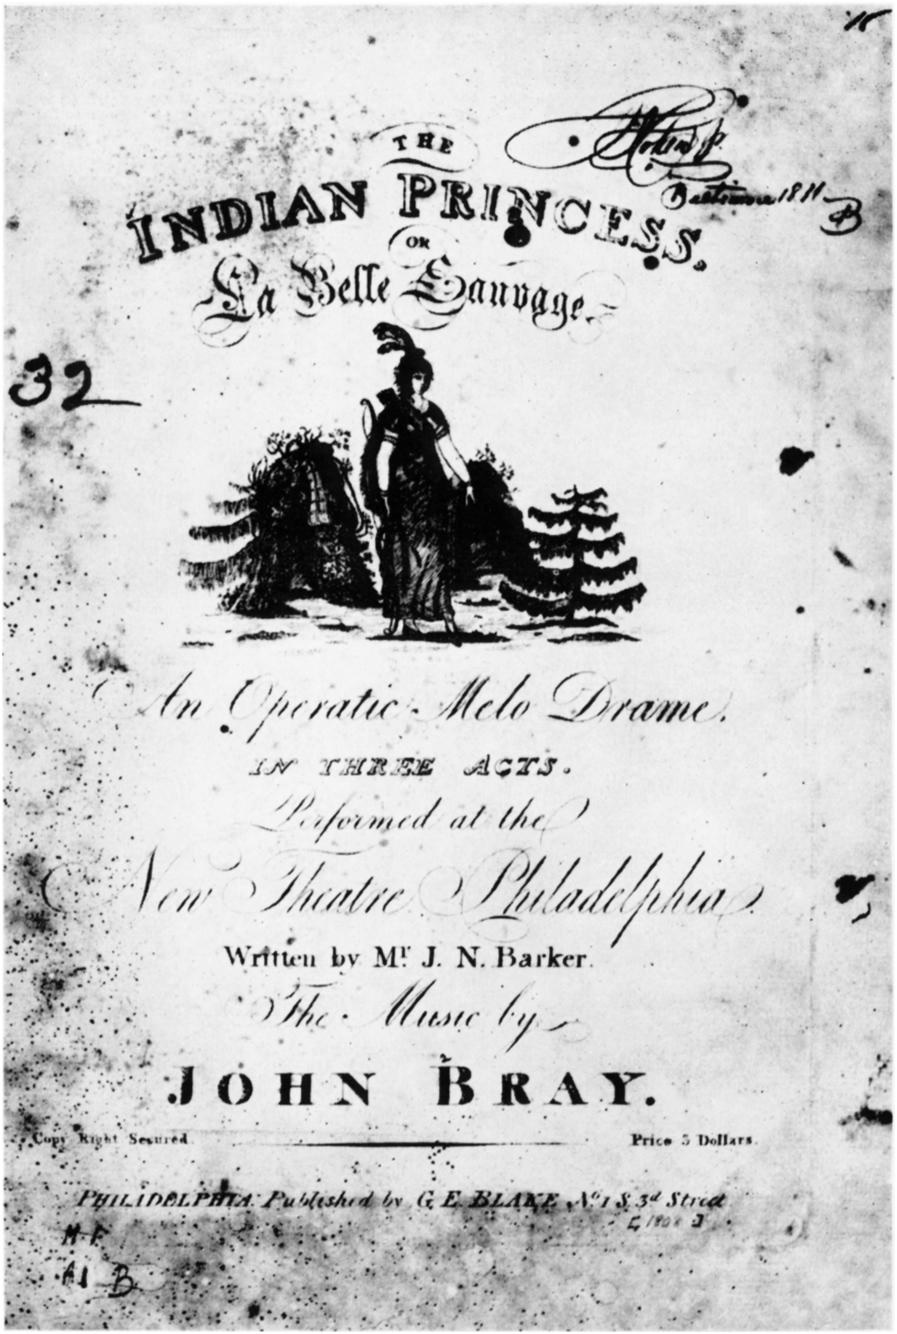 THE
INDIAN PRINCESS.
OR
La Belle Sauvage.
Baltimore 1811
B
32
An Operatic Melo Drame.
IN THREE ACTS.
Performed at the
New Theatre Philadelphia.
Written by Mr. J. N. Barker.
The Music by
JOHN BRAY.
Copy Right Secured. Price 3 Dollars.
PHILADELPHIA: Published by G. E. BLAKE No. 1 S. 3d Street
[1808]
B